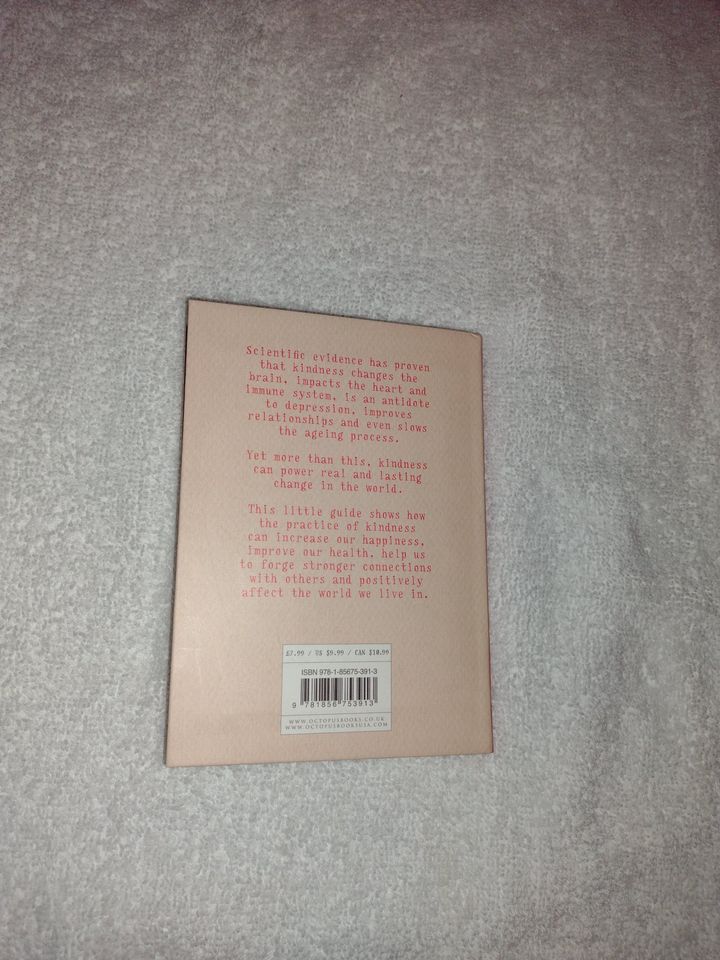 Scientific evidence has proven
that kindness changes the
brain, impacts the heart and
immune system, is an antidote
to depression, improves
relationships and even slows
the ageing process.
Yet more than this, kindness
can power real and lasting
change in the world.
This little guide shows how
the practice of kindness
can increase our happiness,
improve our health, help us
to forge stronger connections
with others and positively
affect the world we live in.
£7.99 / US $9.99 / CAN $10.99
ISBN 978-1-85675-391-3
9 781856 753913
WWW.OCTOPUSBOOKS.CO.UK
WWW.OCTOPUSBOOKSUSA.COM